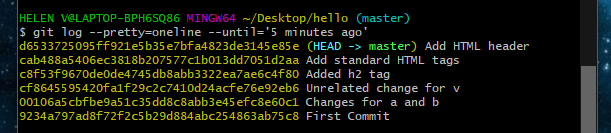 HELEN V@LAPTOP-BPH6SQ86 MINGW64 ~/Desktop/hello (master)
$ git log --pretty=oneline --until='5 minutes ago'
d6533725095ff921e5b35e7bfa4823de3145e85e (HEAD -> master) Add HTML header
cab488a5406ec3818b207577c1b013dd7051d2aa Add standard HTML tags
c8f53f9670de0de4745db8abb3322ea7ae6c4f80 Added h2 tag
cf8645595420fa1f29c2c7410d24acfe76e92eb6 Unrelated change for v
00106a5cbfbe9a51c35dd8c8abb3e45efc8e60c1 Changes for a and b
9234a797ad8f72f2c5b29d884abc254863ab75c8 First Commit